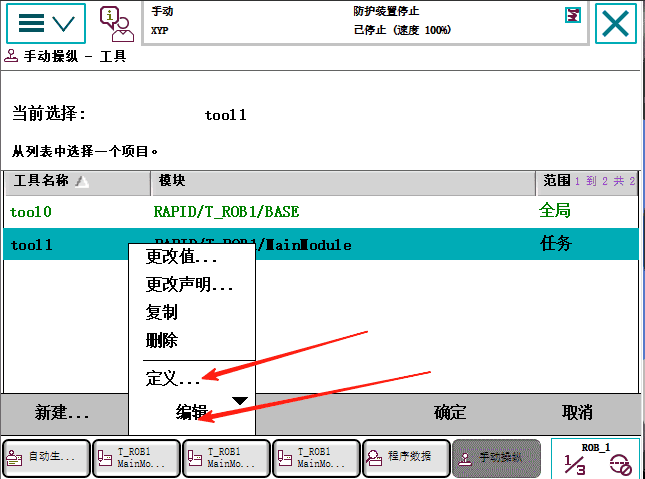 手动
防护装置停止
XYP
已停止 (速度 100%)
手动操纵 - 工具
当前选择:
tool1
从列表中选择一个项目。
工具名称
模块
范围 1 到 2 共 2
tool0
RAPID/T_ROB1/BASE
全局
tool1
RAPID/T_ROB1/MainModule
任务
更改值...
更改声明...
复制
删除
定义...
新建...
编辑
确定
取消
自动生...
T_ROB1
MainMo...
T_ROB1
MainMo...
T_ROB1
MainMo...
程序数据
手动操纵
ROB_1
1/3